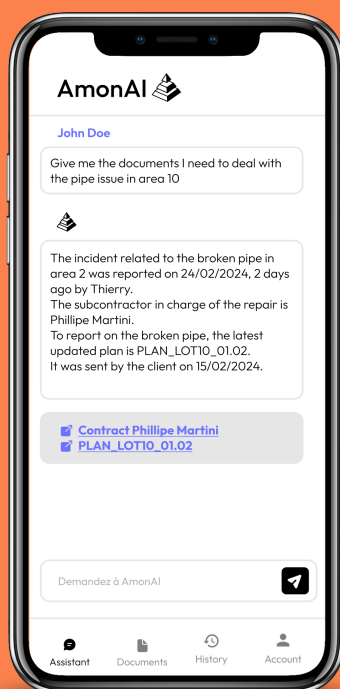 AmonAI
John Doe
Give me the documents I need to deal with
the pipe issue in area 10
The incident related to the broken pipe in
area 2 was reported on 24/02/2024, 2 days
ago by Thierry.
The subcontractor in charge of the repair is
Phillipe Martini.
To report on the broken pipe, the latest
updated plan is PLAN_LOT10_01.02.
It was sent by the client on 15/02/2024.
Contract Phillipe Martini
PLAN_LOT10_01.02
Demandez à AmonAI
Assistant Documents History Account